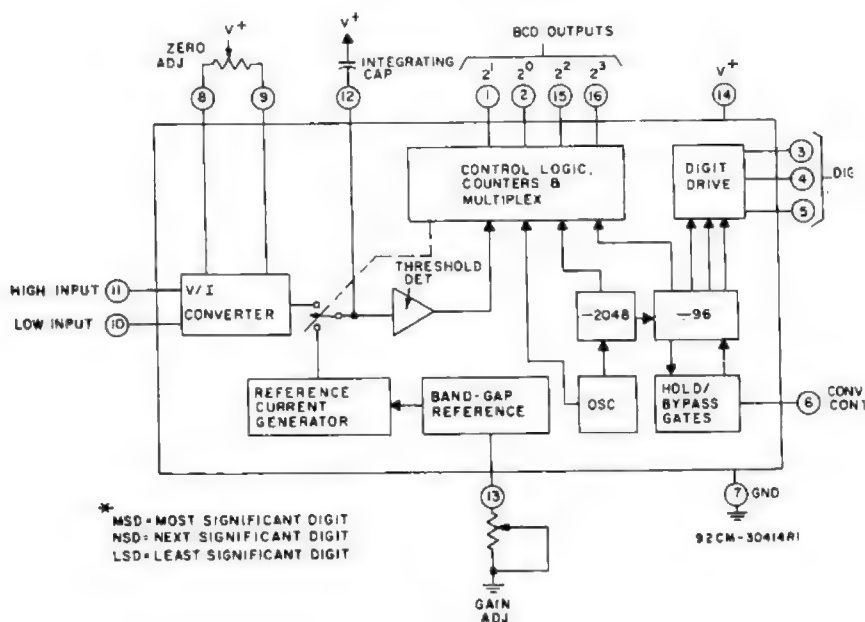 BCD OUTPUTS
V+
V+
ZERO ADJ
INTEGRATING CAP
2¹ 2⁰ 2² 2³
V+
8 9 12 1 2 15 16 14
CONTROL LOGIC, COUNTERS & MULTIPLEX
DIGIT DRIVE
3
4
5
DIG
HIGH INPUT 11
LOW INPUT 10
V/I CONVERTER
THRESHOLD DET
−2048
÷96
REFERENCE CURRENT GENERATOR
BAND-GAP REFERENCE
OSC
HOLD/ BYPASS GATES
6
CONV
CONT
13
7 GND
* MSD = MOST SIGNIFICANT DIGIT
NSD = NEXT SIGNIFICANT DIGIT
LSD = LEAST SIGNIFICANT DIGIT
92CM-30414R1
GAIN ADJ